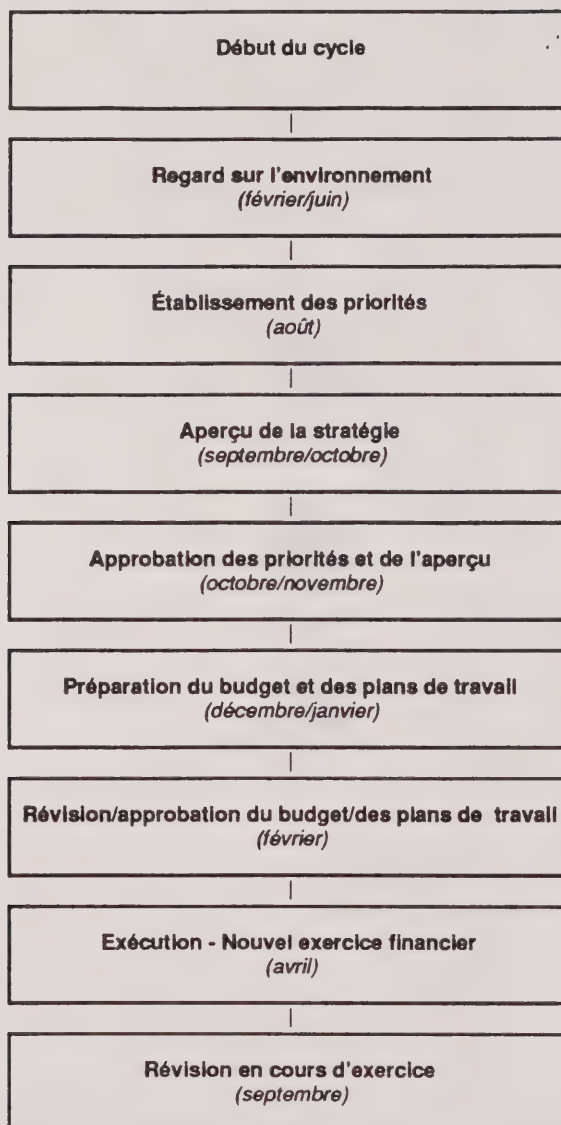 Début du cycle
Regard sur l'environnement
(février/juin)
Établissement des priorités
(août)
Aperçu de la stratégie
(septembre/octobre)
Approbation des priorités et de l'aperçu
(octobre/novembre)
Préparation du budget et des plans de travail
(décembre/janvier)
Révision/approbation du budget/des plans de travail
(février)
Exécution - Nouvel exercice financier
(avril)
Révision en cours d'exercice
(septembre)